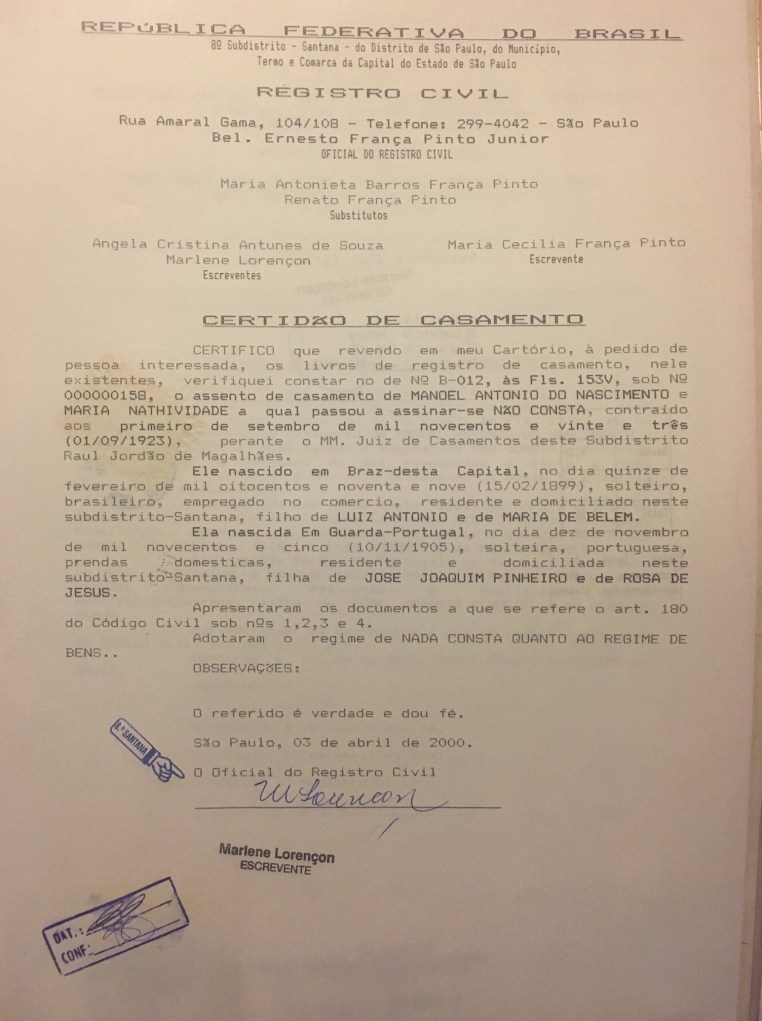 REPÚBLICA FEDERATIVA DO BRASIL
8º Subdistrito - Santana - do Distrito de São Paulo, do Município,
Termo e Comarca da Capital do Estado de São Paulo
REGISTRO CIVIL
Rua Amaral Gama, 104/108 - Telefone: 299-4042 - São Paulo
Bel. Ernesto França Pinto Junior
OFICIAL DO REGISTRO CIVIL
Maria Antonieta Barros França Pinto
Renato França Pinto
Substitutos
Angela Cristina Antunes de Souza
Marlene Lorençon
Escreventes
Maria Cecilia França Pinto
Escrevente
CERTIDÃO DE CASAMENTO
CERTIFICO que revendo em meu Cartório, à pedido de
pessoa interessada, os livros de registro de casamento, nele
existentes, verifiquei constar no de Nº B-012, às Fls. 153V, sob Nº
000000158, o assento de casamento de MANOEL ANTONIO DO NASCIMENTO e
MARIA NATHIVIDADE a qual passou a assinar-se NÃO CONSTA, contraído
aos primeiro de setembro de mil novecentos e vinte e três
(01/09/1923), perante o MM. Juiz de Casamentos deste Subdistrito
Raul Jordão de Magalhães.
Ele nascido em Braz-desta Capital, no dia quinze de
fevereiro de mil oitocentos e noventa e nove (15/02/1899), solteiro,
brasileiro, empregado no comercio, residente e domiciliado neste
subdistrito-Santana, filho de LUIZ ANTONIO e de MARIA DE BELEM.
Ela nascida Em Guarda-Portugal, no dia dez de novembro
de mil novecentos e cinco (10/11/1905), solteira, portuguesa,
prendas domesticas, residente e domiciliada neste
subdistrito-Santana, filha de JOSE JOAQUIM PINHEIRO e de ROSA DE
JESUS.
Apresentaram os documentos a que se refere o art. 180
do Código Civil sob nºs 1,2,3 e 4.
Adotaram o regime de NADA CONSTA QUANTO AO REGIME DE
BENS..
OBSERVAÇÕES:
O referido é verdade e dou fé.
São Paulo, 03 de abril de 2000.
8.º SANTANA
O Oficial do Registro Civil
MLorençon
Marlene Lorençon
ESCREVENTE
DAT.:
CONF.